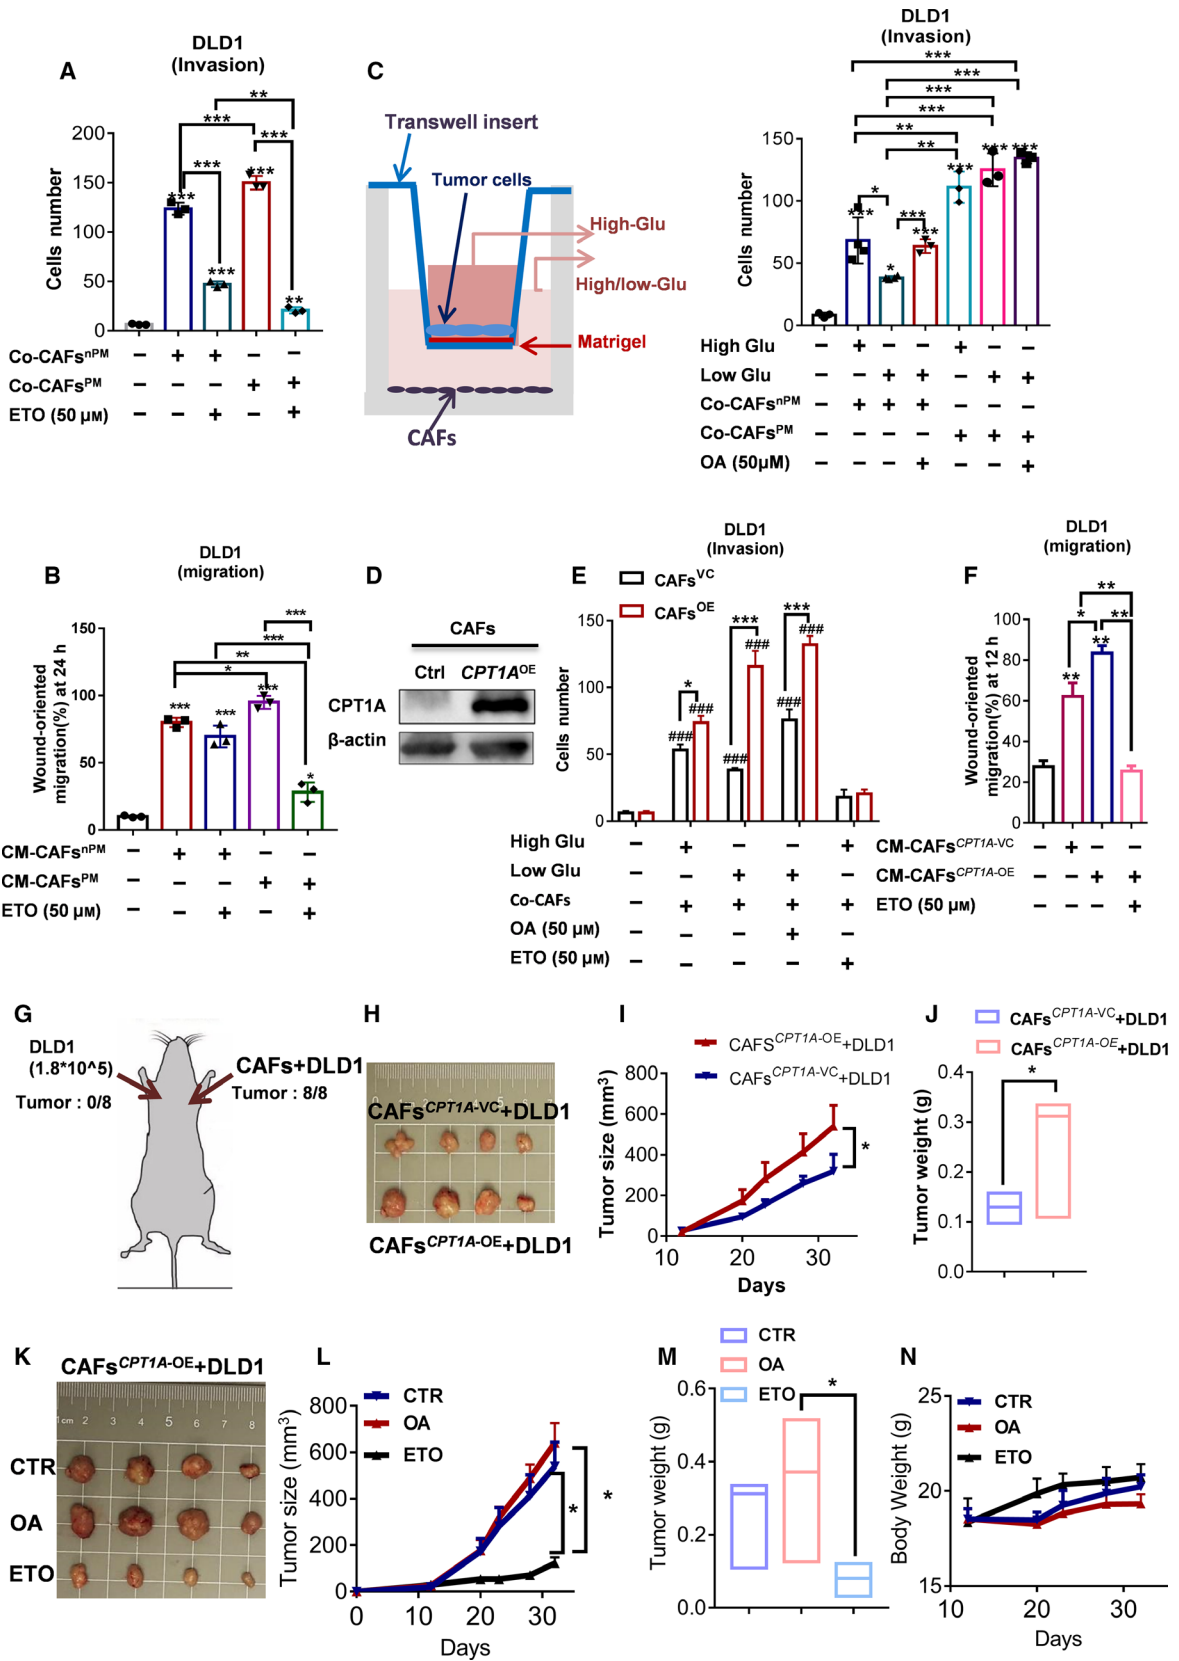 A
DLD1
(Invasion)
**
***
***
***
***
***
***
**
Cells number
200
150
100
50
0
Co-CAFsnPM – + + – +
Co-CAFsPM – – – + +
ETO (50 μM) – – + – +
C
Transwell insert
Tumor cells
High-Glu
High/low-Glu
Matrigel
CAFs
DLD1
(Invasion)
***
***
***
***
**
**
*
***
***
*
***
***
***
***
Cells number
150
100
50
0
High Glu – + – – + – –
Low Glu – – + + – + +
Co-CAFsnPM – + + + – – –
Co-CAFsPM – – – – + + +
OA (50μM) – – – + – – +
B
DLD1
(migration)
***
***
**
*
***
***
***
*
Wound-oriented
migration(%) at 24 h
150
100
50
0
CM-CAFsnPM – + + – –
CM-CAFsPM – – – + +
ETO (50 μM) – – + – +
D
CAFs
Ctrl CPT1AOE
CPT1A
β-actin
E
DLD1
(Invasion)
CAFsVC
CAFsOE
*
***
***
###
###
###
###
###
###
Cells number
150
100
50
0
High Glu – + – – +
Low Glu – – + + –
Co-CAFs – + + + +
OA (50 μM) – – – + –
ETO (50 μM) – – – – +
F
DLD1
(migration)
**
*
**
**
**
Wound-oriented
migration(%) at 12 h
100
80
60
40
20
0
CM-CAFsCPT1A-VC – + – –
CM-CAFsCPT1A-OE – – + +
ETO (50 μM) – – – +
G
DLD1
(1.8*10^5)
Tumor : 0/8
CAFs+DLD1
Tumor : 8/8
H
CAFsCPT1A-VC+DLD1
CAFsCPT1A-OE+DLD1
I
CAFSCPT1A-OE+DLD1
CAFsCPT1A-VC+DLD1
Tumor size (mm3)
800
600
400
200
0
*
10 20 30
Days
J
CAFsCPT1A-VC+DLD1
CAFsCPT1A-OE+DLD1
Tumor weight (g)
0.4
0.3
0.2
0.1
0.0
*
K
CAFsCPT1A-OE+DLD1
1cm 2 3 4 5 6 7 8
CTR
OA
ETO
L
CTR
OA
ETO
Tumor size (mm3)
800
600
400
200
0
*
*
0 10 20 30
Days
M
CTR
OA
ETO
Tumor weight (g)
0.6
0.4
0.2
0.0
*
N
CTR
OA
ETO
Body Weight (g)
25
20
15
10 20 30
Days